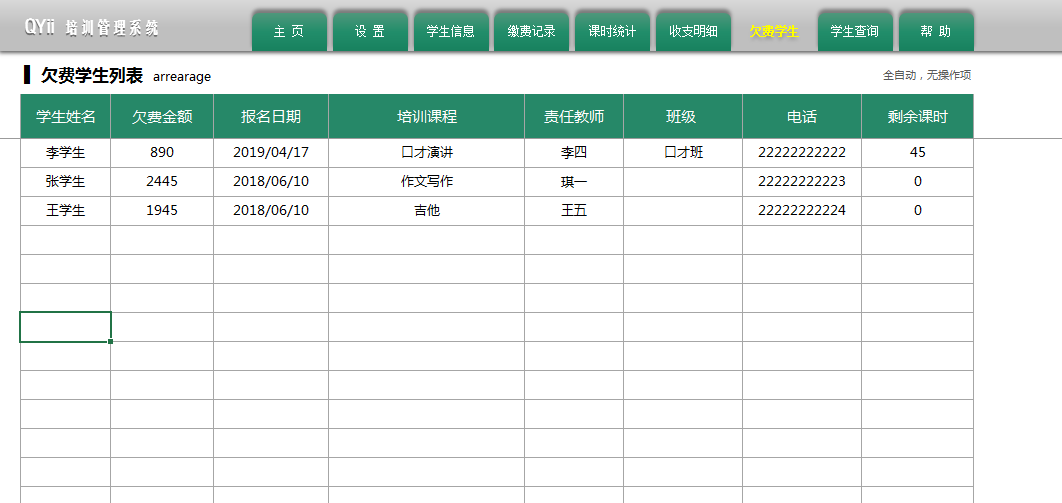 QYii 培训管理系统 主 页 设 置 学生信息 缴费记录 课时统计 收支明细 欠费学生 学生查询 帮 助
欠费学生列表 arrearage 全自动，无操作项
学生姓名 欠费金额 报名日期 培训课程 责任教师 班级 电话 剩余课时
李学生 890 2019/04/17 口才演讲 李四 口才班 22222222222 45
张学生 2445 2018/06/10 作文写作 琪一 22222222223 0
王学生 1945 2018/06/10 吉他 王五 22222222224 0